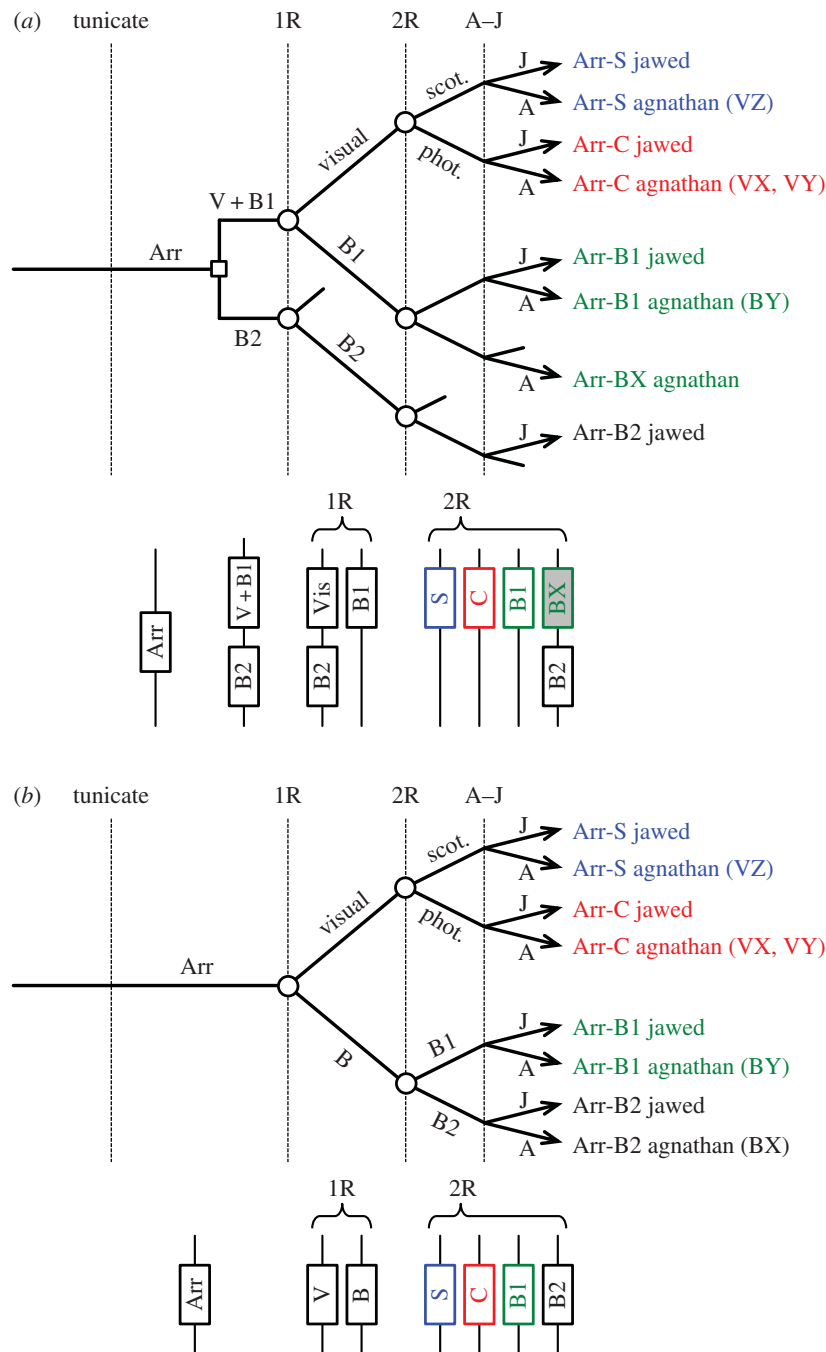 (a) tunicate 1R 2R A–J
scot.
J
Arr-S jawed
A
Arr-S agnathan (VZ)
visual
phot.
J
Arr-C jawed
A
Arr-C agnathan (VX, VY)
V + B1
Arr
B1
J
Arr-B1 jawed
A
Arr-B1 agnathan (BY)
B2
B2
A
Arr-BX agnathan
J
Arr-B2 jawed
1R 2R
Arr
V + B1
B2
Vis
B2
B1
S
C
B1
BX
B2
(b) tunicate 1R 2R A–J
scot.
J
Arr-S jawed
A
Arr-S agnathan (VZ)
visual
phot.
J
Arr-C jawed
A
Arr-C agnathan (VX, VY)
Arr
B
B1
J
Arr-B1 jawed
A
Arr-B1 agnathan (BY)
B2
J
Arr-B2 jawed
A
Arr-B2 agnathan (BX)
1R 2R
Arr
V
B
S
C
B1
B2